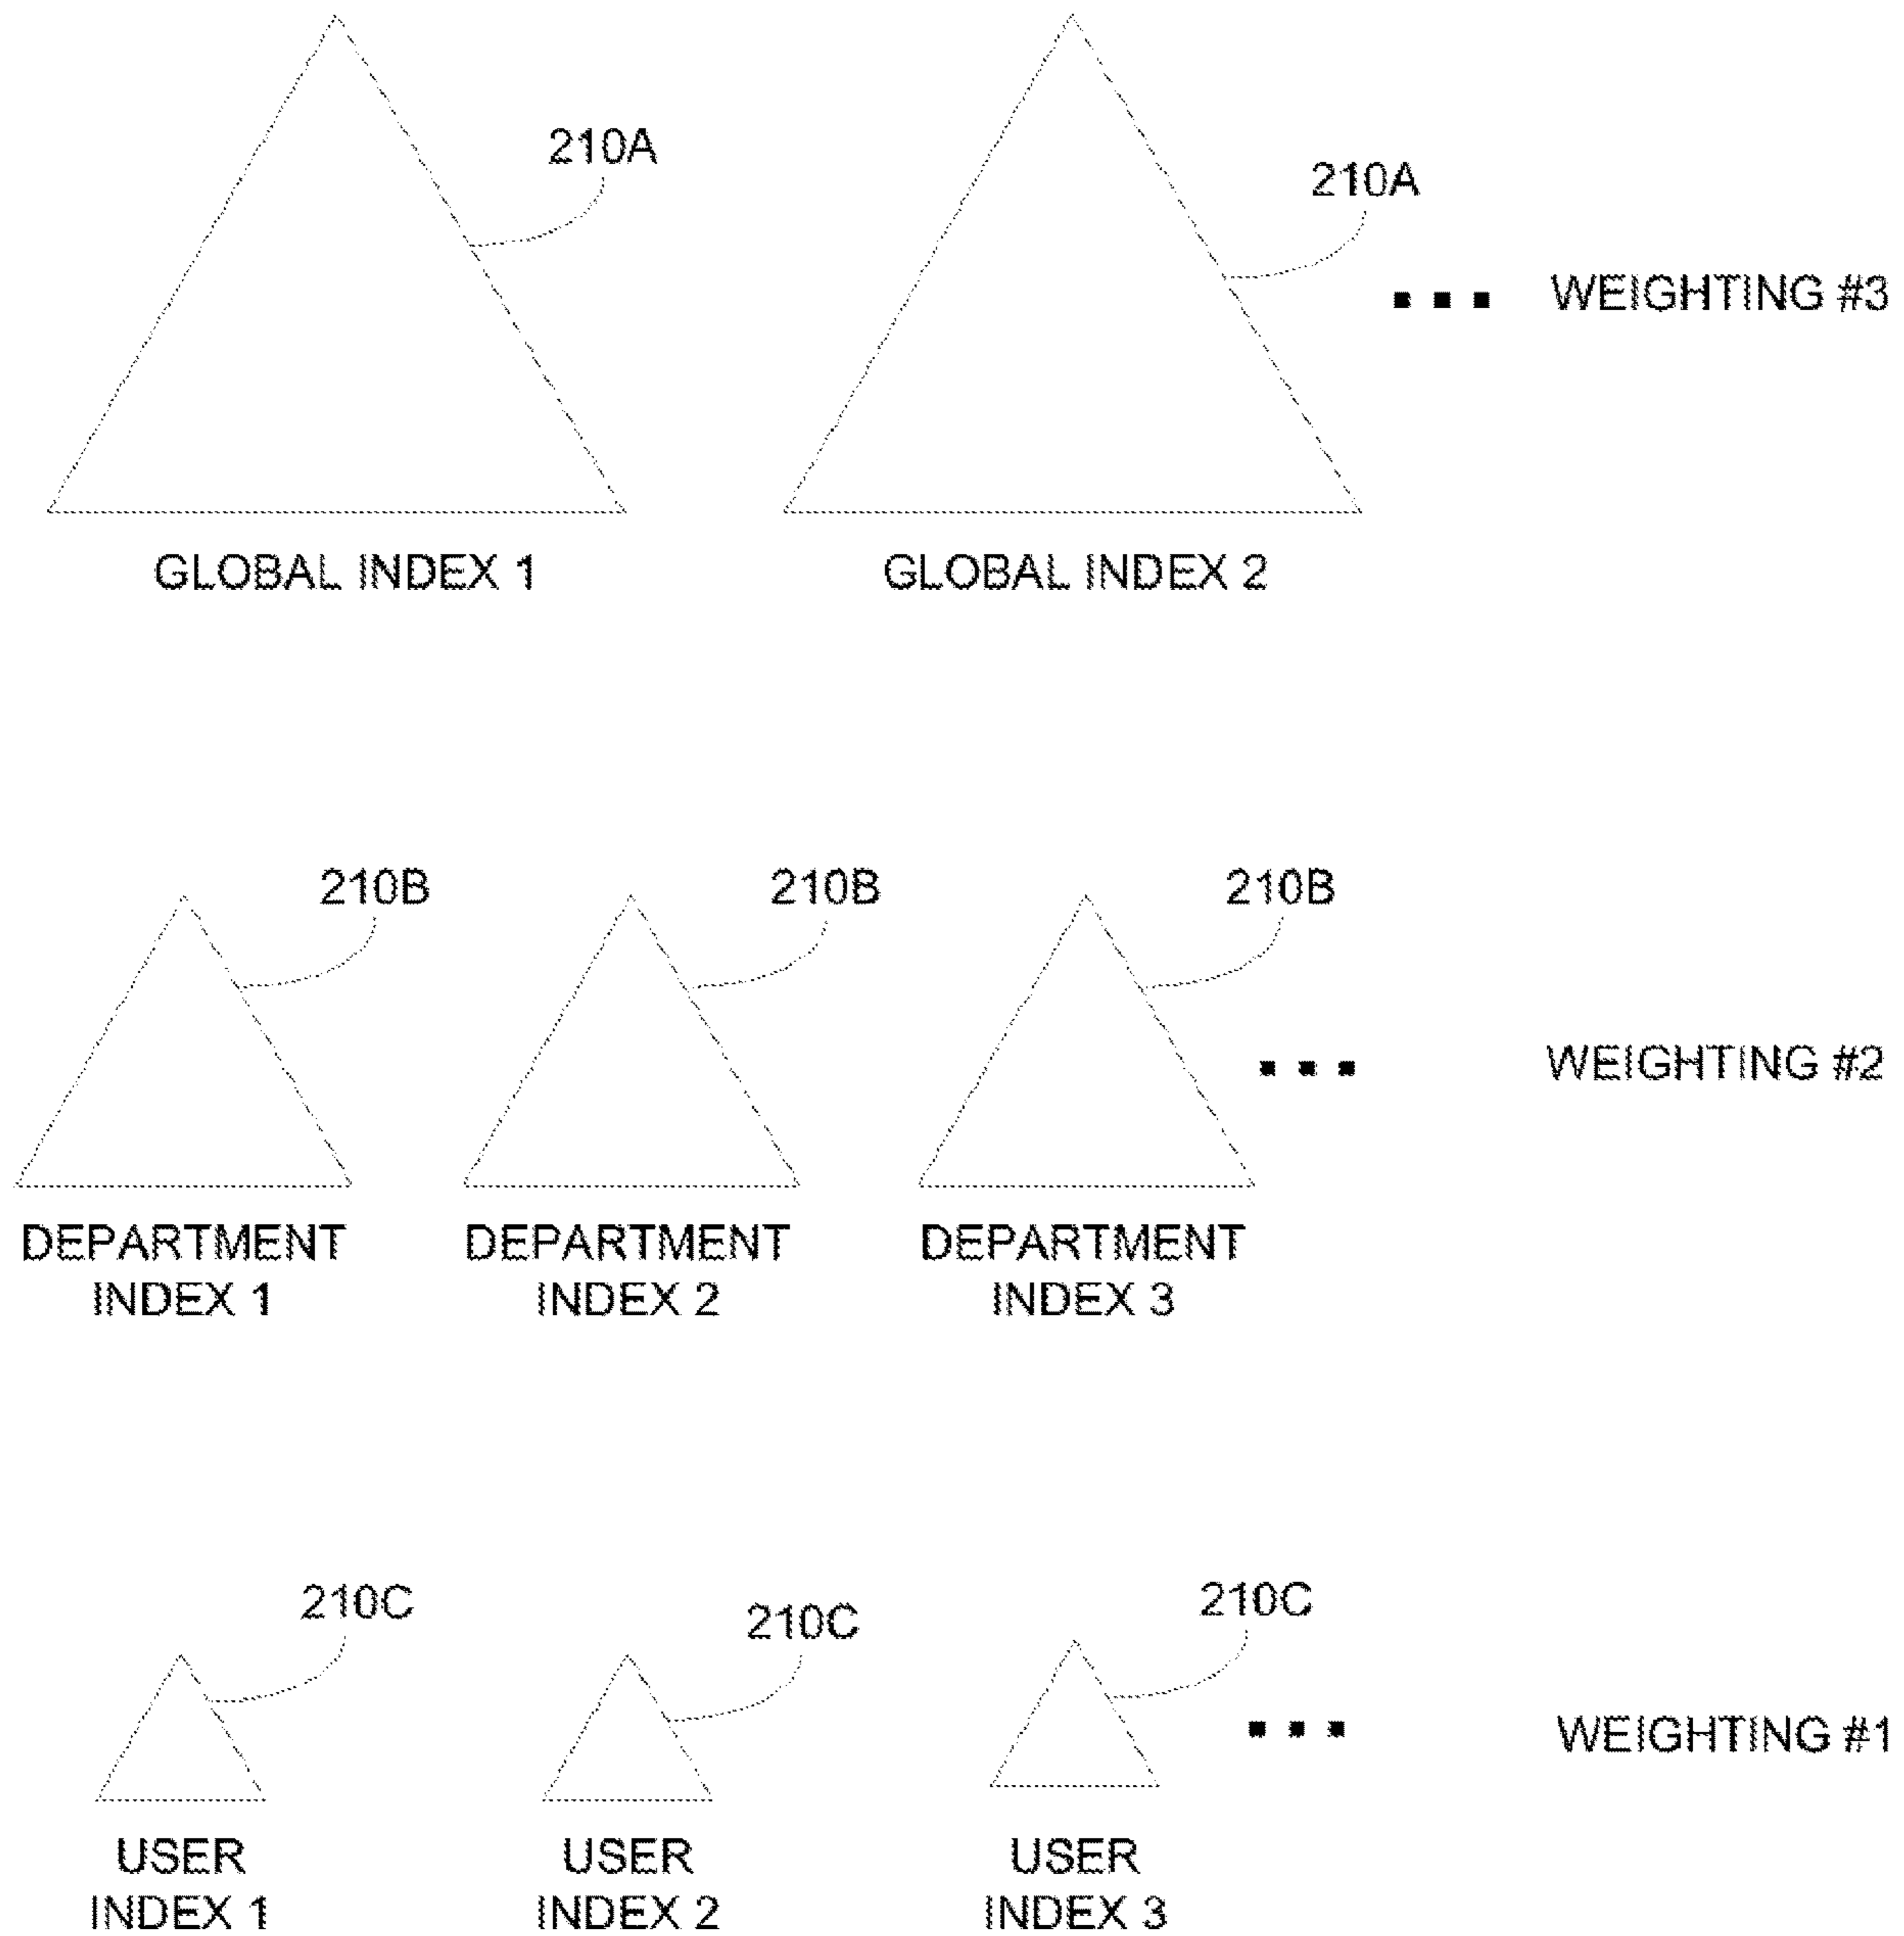 210A
210A
WEIGHTING #3
GLOBAL INDEX 1
GLOBAL INDEX 2
210B
210B
210B
WEIGHTING #2
DEPARTMENT
INDEX 1
DEPARTMENT
INDEX 2
DEPARTMENT
INDEX 3
210C
210C
210C
WEIGHTING #1
USER
INDEX 1
USER
INDEX 2
USER
INDEX 3